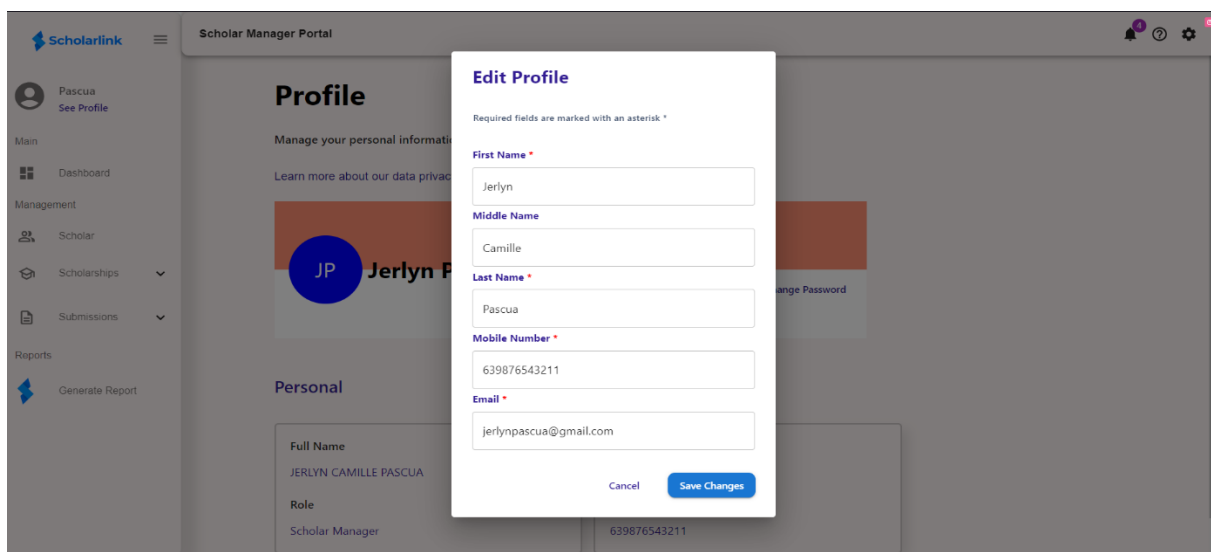 Scholarlink
Scholar Manager Portal
4
Pascua
See Profile
Main
Dashboard
Management
Scholar
Scholarships
Submissions
Reports
Generate Report
Profile
Manage your personal
Learn more about our data
JP
Jerlyn
Password
Personal
Full Name
JERLYN CAMILLE PASCUA
Role
Scholar Manager
639876543211
Edit Profile
Required fields are marked with an asterisk *
First Name *
Jerlyn
Middle Name
Camille
Last Name *
Pascua
Mobile Number *
639876543211
Email *
jerlynpascua@gmail.com
Cancel
Save Changes